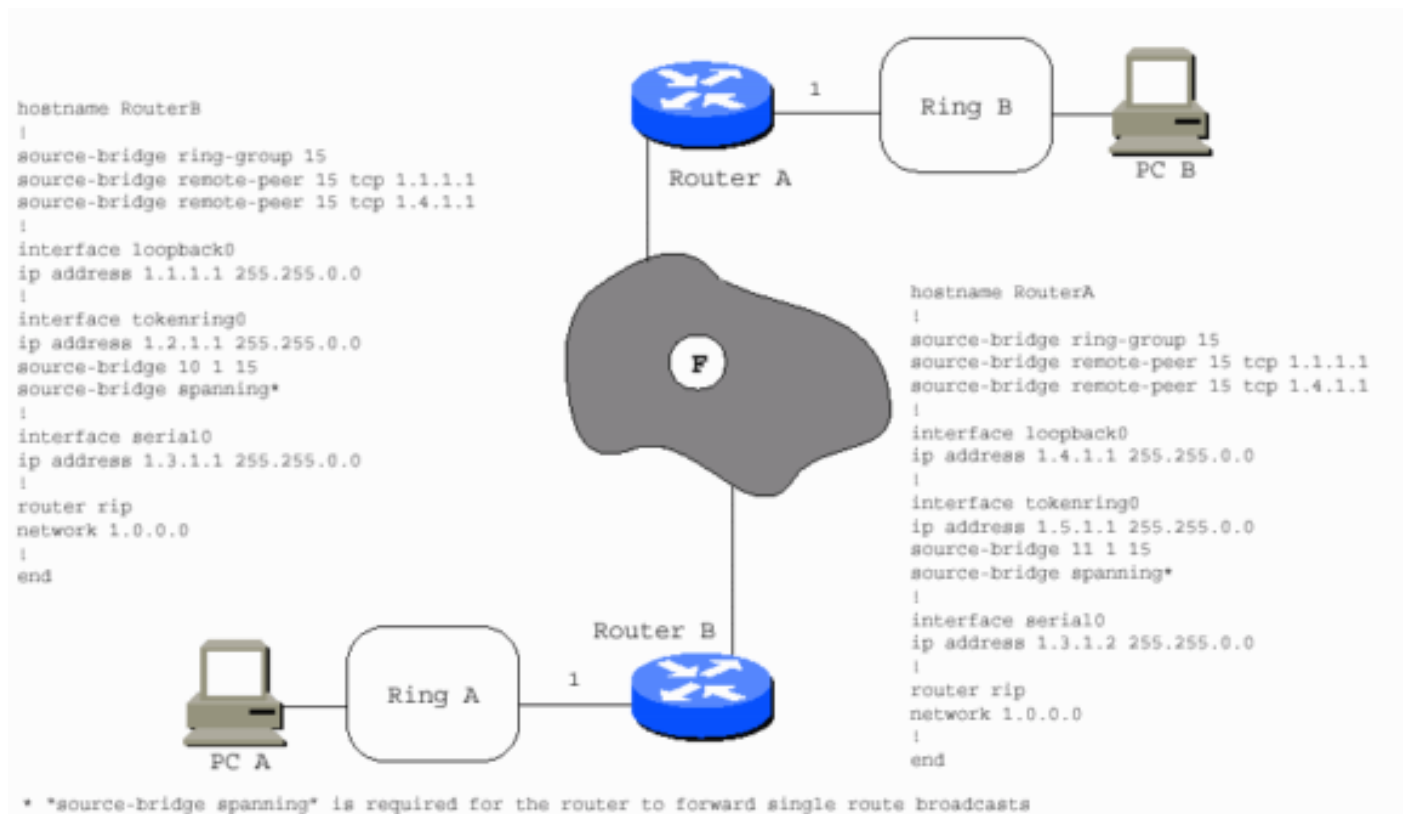 hostname RouterB
!
source-bridge ring-group 15
source-bridge remote-peer 15 tcp 1.1.1.1
source-bridge remote-peer 15 tcp 1.4.1.1
!
interface loopback0
ip address 1.1.1.1 255.255.0.0
!
interface tokenring0
ip address 1.2.1.1 255.255.0.0
source-bridge 10 1 15
source-bridge spanning*
!
interface serial0
ip address 1.3.1.1 255.255.0.0
!
router rip
network 1.0.0.0
!
end
1
Ring B
Router A
PC B
F
hostname RouterA
!
source-bridge ring-group 15
source-bridge remote-peer 15 tcp 1.1.1.1
source-bridge remote-peer 15 tcp 1.4.1.1
!
interface loopback0
ip address 1.4.1.1 255.255.0.0
!
interface tokenring0
ip address 1.5.1.1 255.255.0.0
source-bridge 11 1 15
source-bridge spanning*
!
interface serial0
ip address 1.3.1.2 255.255.0.0
!
router rip
network 1.0.0.0
!
end
Router B
Ring A
1
PC A
* "source-bridge spanning" is required for the router to forward single route broadcasts